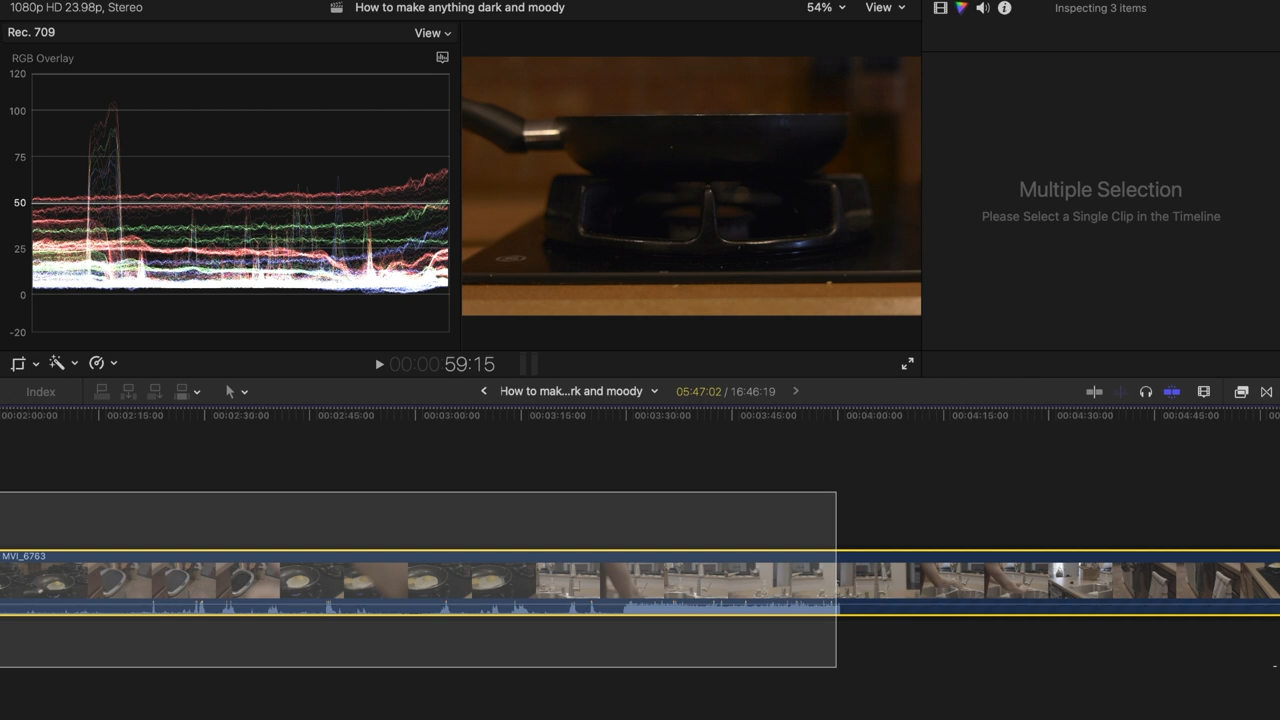 1080p HD 23.98p, Stereo
How to make anything dark and moody
54%
View
Inspecting 3 items
Rec. 709
View
RGB Overlay
120
100
75
50
25
0
-20
Multiple Selection
Please Select a Single Clip in the Timeline
00:00:59:15
Index
How to mak...rk and moody
05:47:02 / 16:46:19
00:02:00:00
00:02:15:00
00:02:30:00
00:02:45:00
00:03:00:00
00:03:15:00
00:03:30:00
00:03:45:00
00:04:00:00
00:04:15:00
00:04:30:00
00:04:45:00
00
MVI_6763